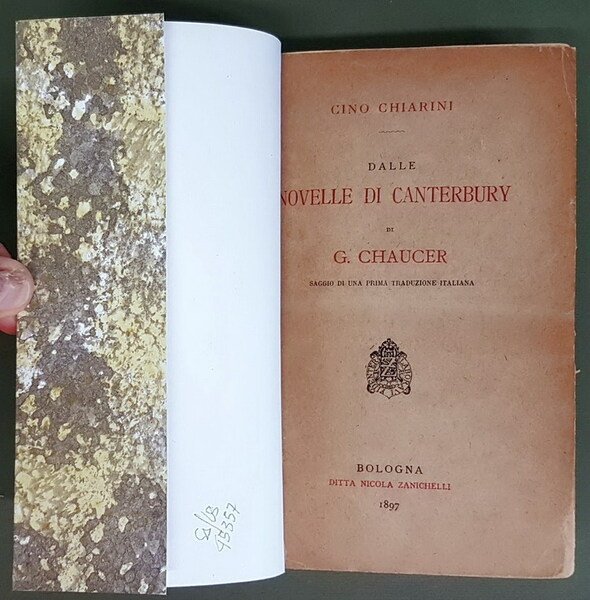 CINO CHIARINI
DALLE
NOVELLE DI CANTERBURY
DI
G. CHAUCER
SAGGIO DI UNA PRIMA TRADUZIONE ITALIANA
BOLOGNA
DITTA NICOLA ZANICHELLI
1897
95357